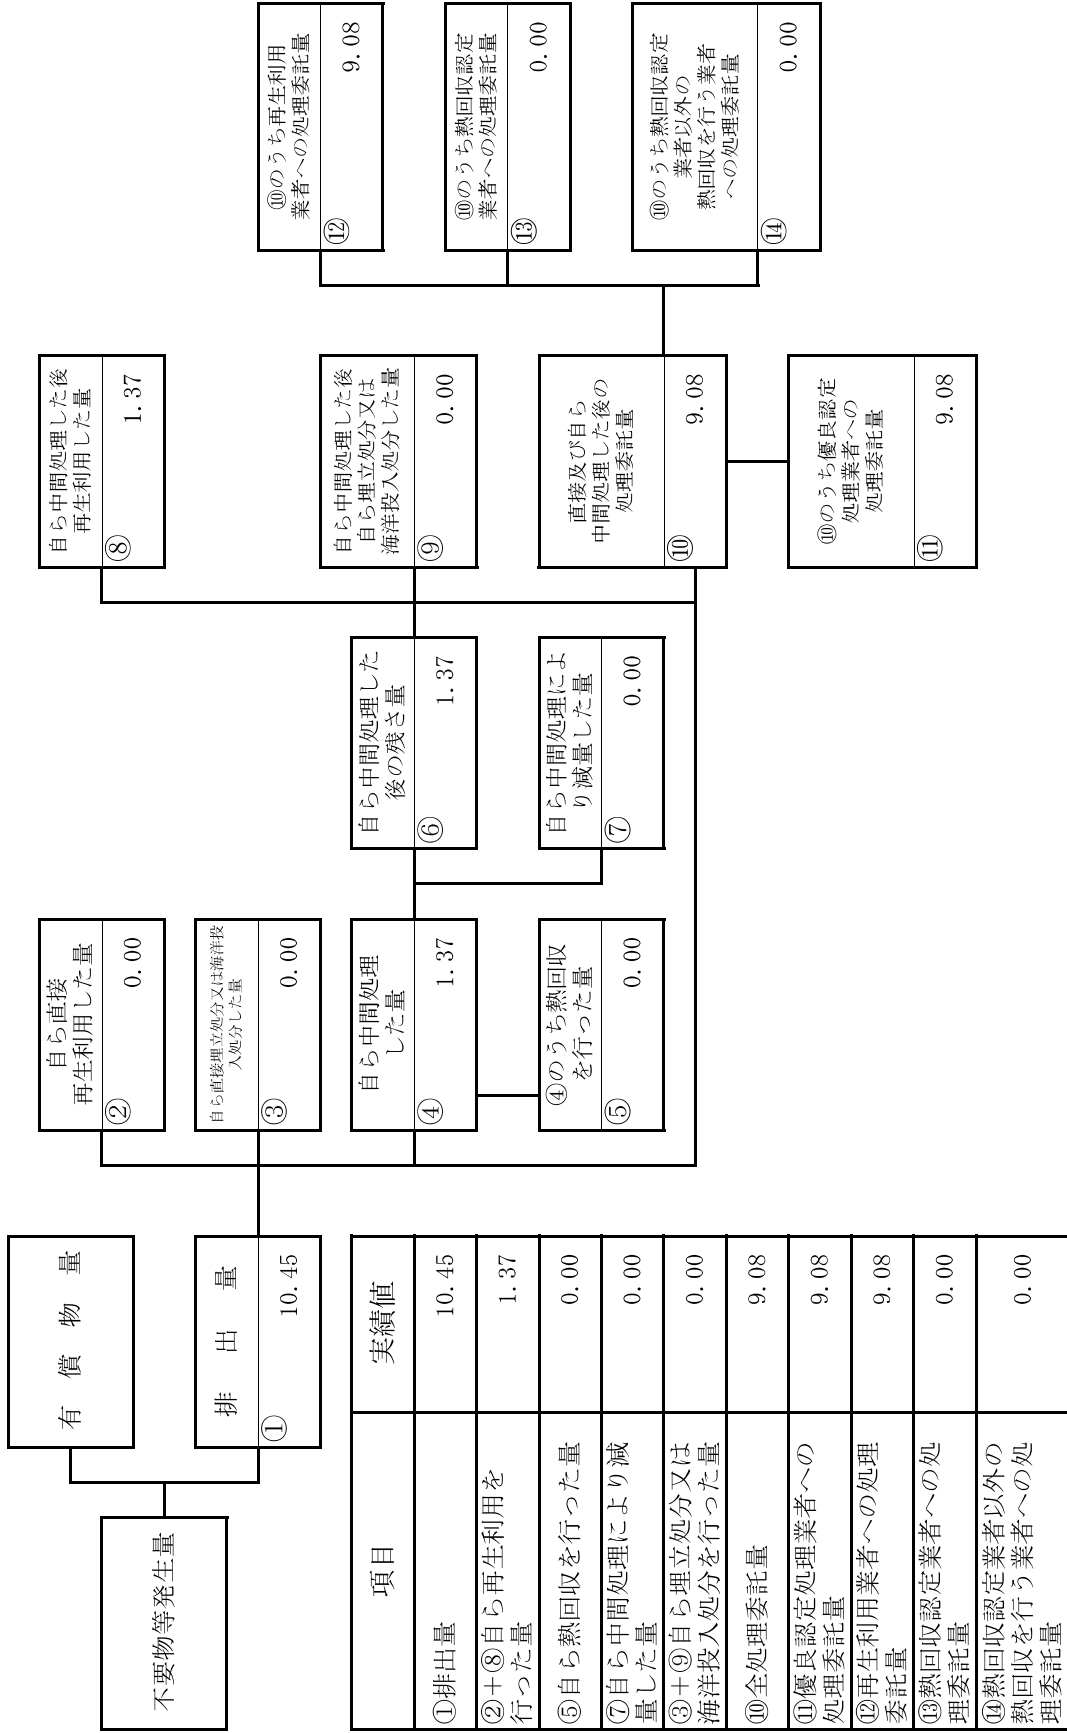 不要物等発生量
有 償 物 量
排 出 量
①
10.45
自ら直接
再生利用した量
②
0.00
自ら直接埋立処分又は海洋投
入処分した量
③
0.00
自ら中間処理
した量
④
1.37
④のうち熱回収
を行った量
⑤
0.00
自ら中間処理した
後の残さ量
⑥
1.37
自ら中間処理によ
り減量した量
⑦
0.00
自ら中間処理した後
再生利用した量
⑧
1.37
自ら中間処理した後
自ら埋立処分又は
海洋投入処分した量
⑨
0.00
直接及び自ら
中間処理した後の
処理委託量
⑩
9.08
⑩のうち優良認定
処理業者への
処理委託量
⑪
9.08
⑩のうち再生利用
業者への処理委託量
⑫
9.08
⑩のうち熱回収認定
業者への処理委託量
⑬
0.00
⑩のうち熱回収認定
業者以外の
熱回収を行う業者
への処理委託量
⑭
0.00
項目 実績値
①排出量 10.45
②+⑧自ら再生利用を
行った量 1.37
⑤自ら熱回収を行った量 0.00
⑦自ら中間処理により減
量した量 0.00
③+⑨自ら埋立処分又は
海洋投入処分を行った量 0.00
⑩全処理委託量 9.08
⑪優良認定処理業者への
処理委託量 9.08
⑫再生利用業者への処理
委託量 9.08
⑬熱回収認定業者への処
理委託量 0.00
⑭熱回収認定業者以外の
熱回収を行う業者への処
理委託量 0.00